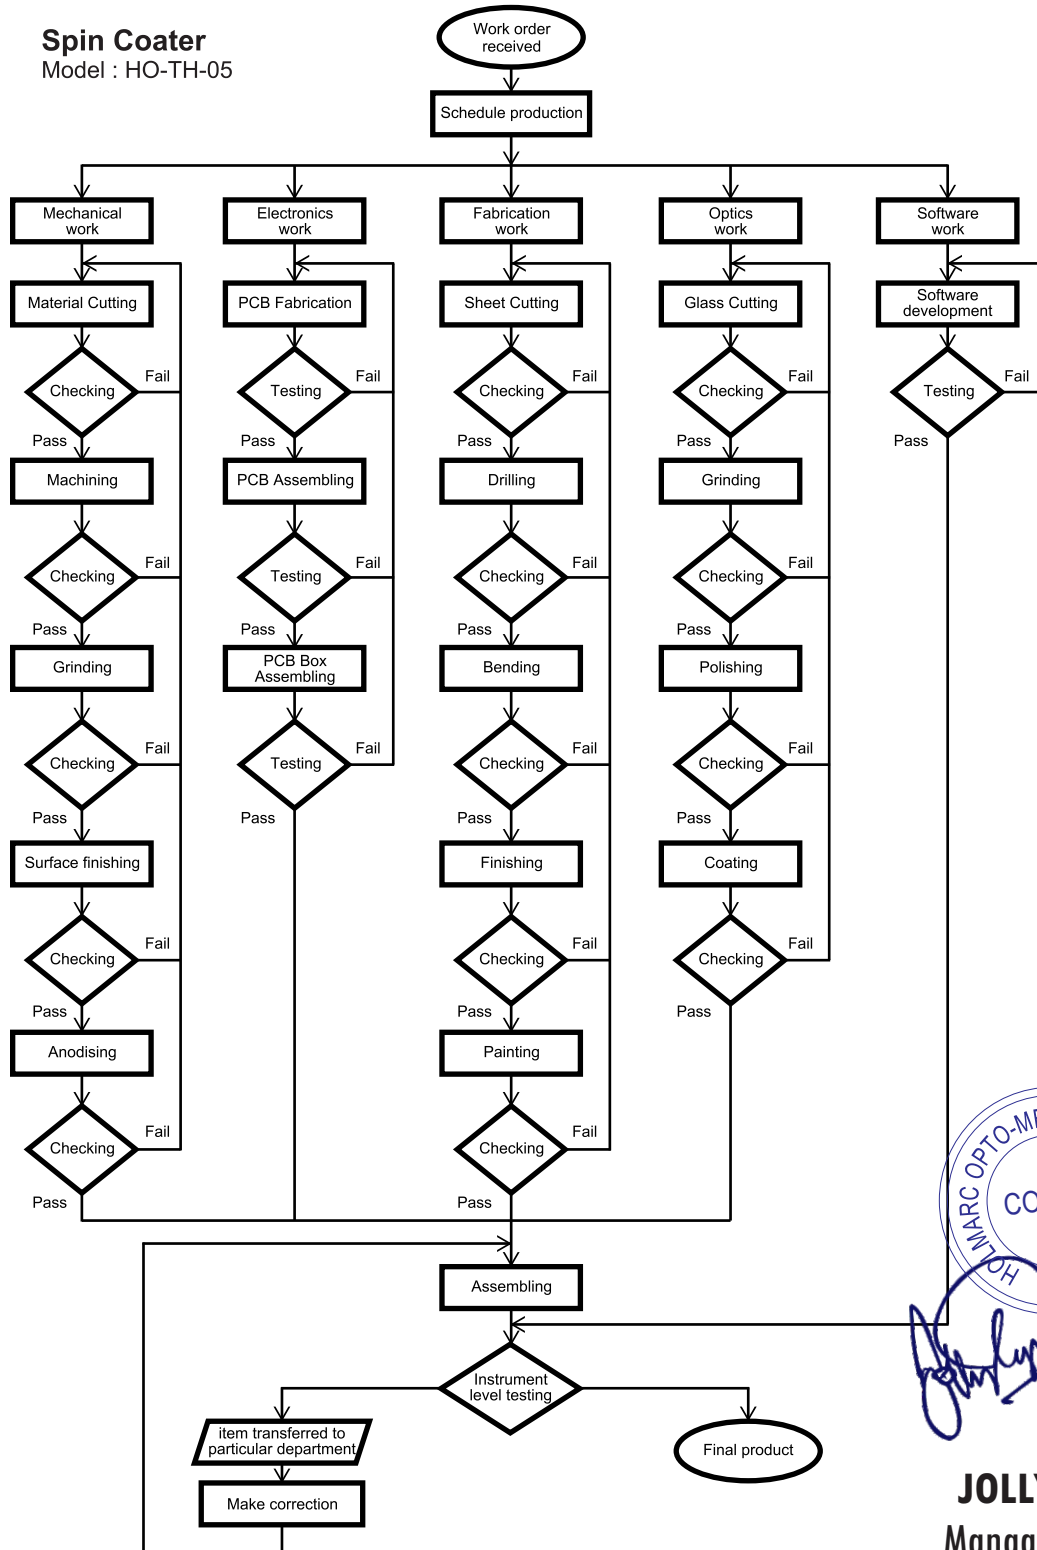 Spin Coater
Model : HO-TH-05
Work order
received
Schedule production
Mechanical
work
Electronics
work
Fabrication
work
Optics
work
Software
work
Material Cutting
PCB Fabrication
Sheet Cutting
Glass Cutting
Software
development
Checking
Fail
Testing
Fail
Checking
Fail
Checking
Fail
Testing
Fail
Pass
Pass
Pass
Pass
Pass
Machining
PCB Assembling
Drilling
Grinding
Checking
Fail
Testing
Fail
Checking
Fail
Checking
Fail
Pass
Pass
Pass
Pass
Grinding
PCB Box
Assembling
Bending
Polishing
Checking
Fail
Testing
Fail
Checking
Fail
Checking
Fail
Pass
Pass
Pass
Pass
Surface finishing
Finishing
Coating
Checking
Fail
Checking
Fail
Checking
Fail
Pass
Pass
Pass
Anodising
Painting
Checking
Fail
Checking
Fail
Pass
Pass
HOLMARC OPTO-
Assembling
Instrument
level testing
item transferred to
particular department
Final product
Make correction